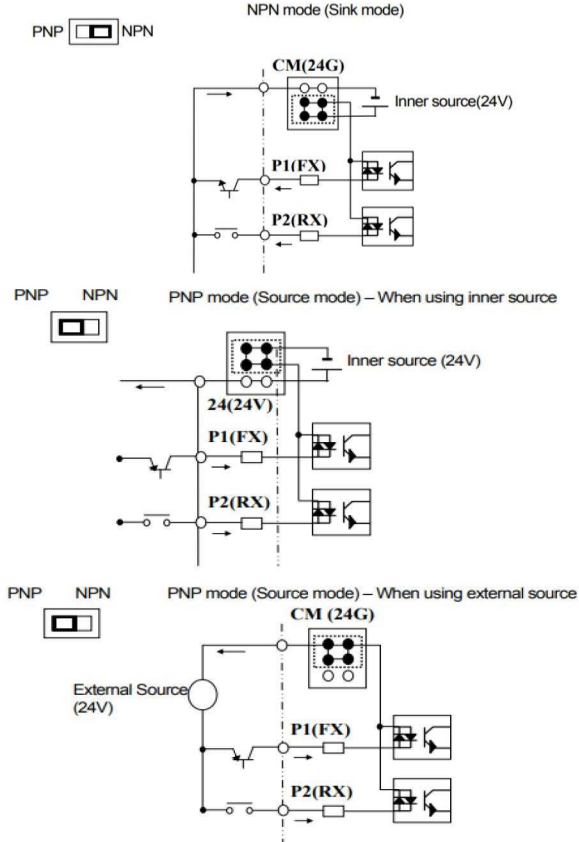 NPN mode (Sink mode)
PNP NPN
CM(24G)
Inner source(24V)
P1(FX)
P2(RX)
PNP NPN PNP mode (Source mode) – When using inner source
Inner source (24V)
24(24V)
P1(FX)
P2(RX)
PNP NPN PNP mode (Source mode) – When using external source
CM (24G)
External Source
(24V)
P1(FX)
P2(RX)